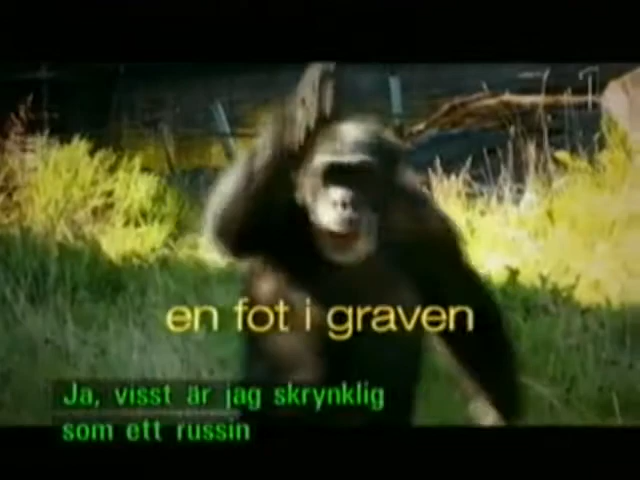 en fot i graven
Ja, visst är jag skrynklig
som ett russin